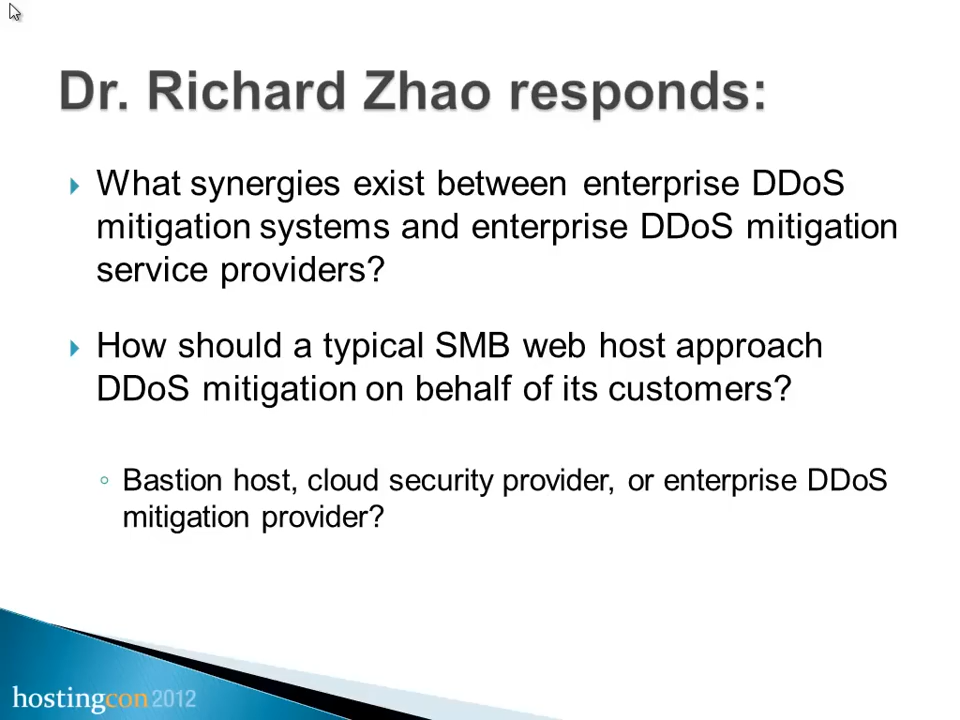 Dr. Richard Zhao responds:
What synergies exist between enterprise DDoS
mitigation systems and enterprise DDoS mitigation
service providers?
How should a typical SMB web host approach
DDoS mitigation on behalf of its customers?
Bastion host, cloud security provider, or enterprise DDoS
mitigation provider?
hostingcon 2012